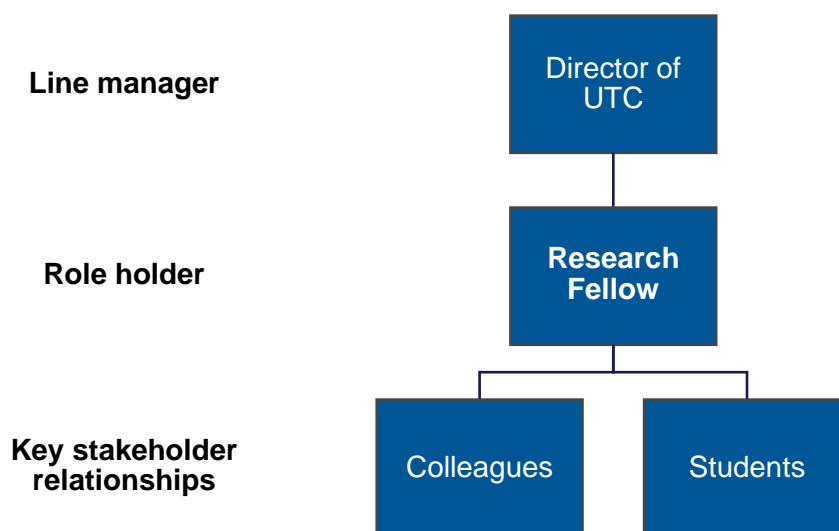 Line manager
Director of
UTC
Role holder
Research
Fellow
Key stakeholder
relationships
Colleagues
Students